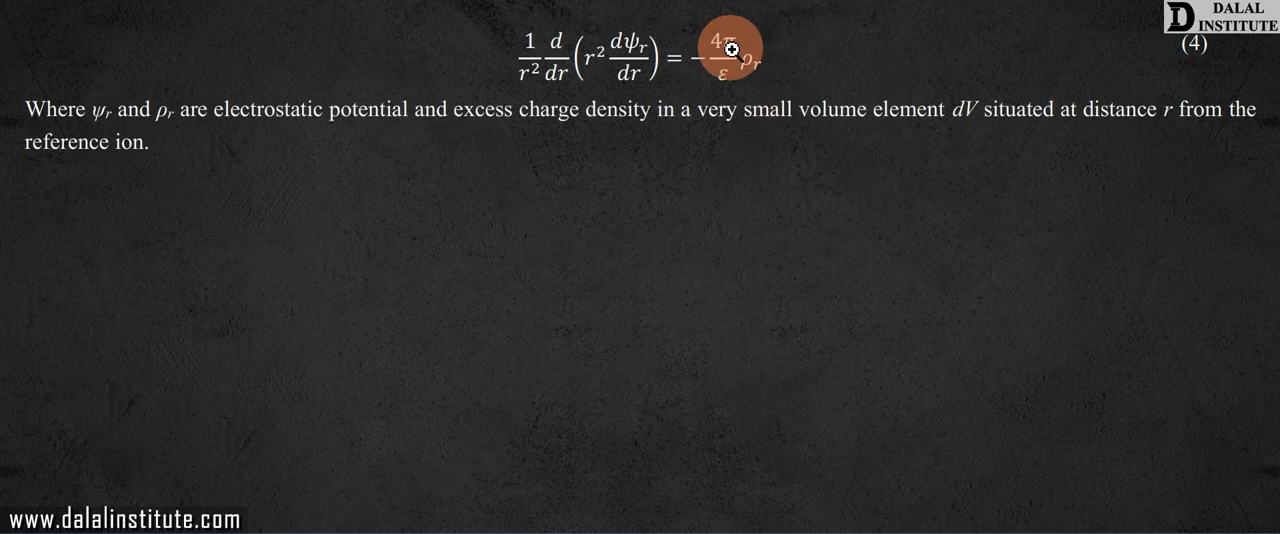 DALAL
INSTITUTE
1/r² d/dr (r² dψᵣ/dr) = − 4π/ε ρᵣ (4)
Where ψᵣ and ρᵣ are electrostatic potential and excess charge density in a very small volume element dV situated at distance r from the
reference ion.
www.dalalinstitute.com